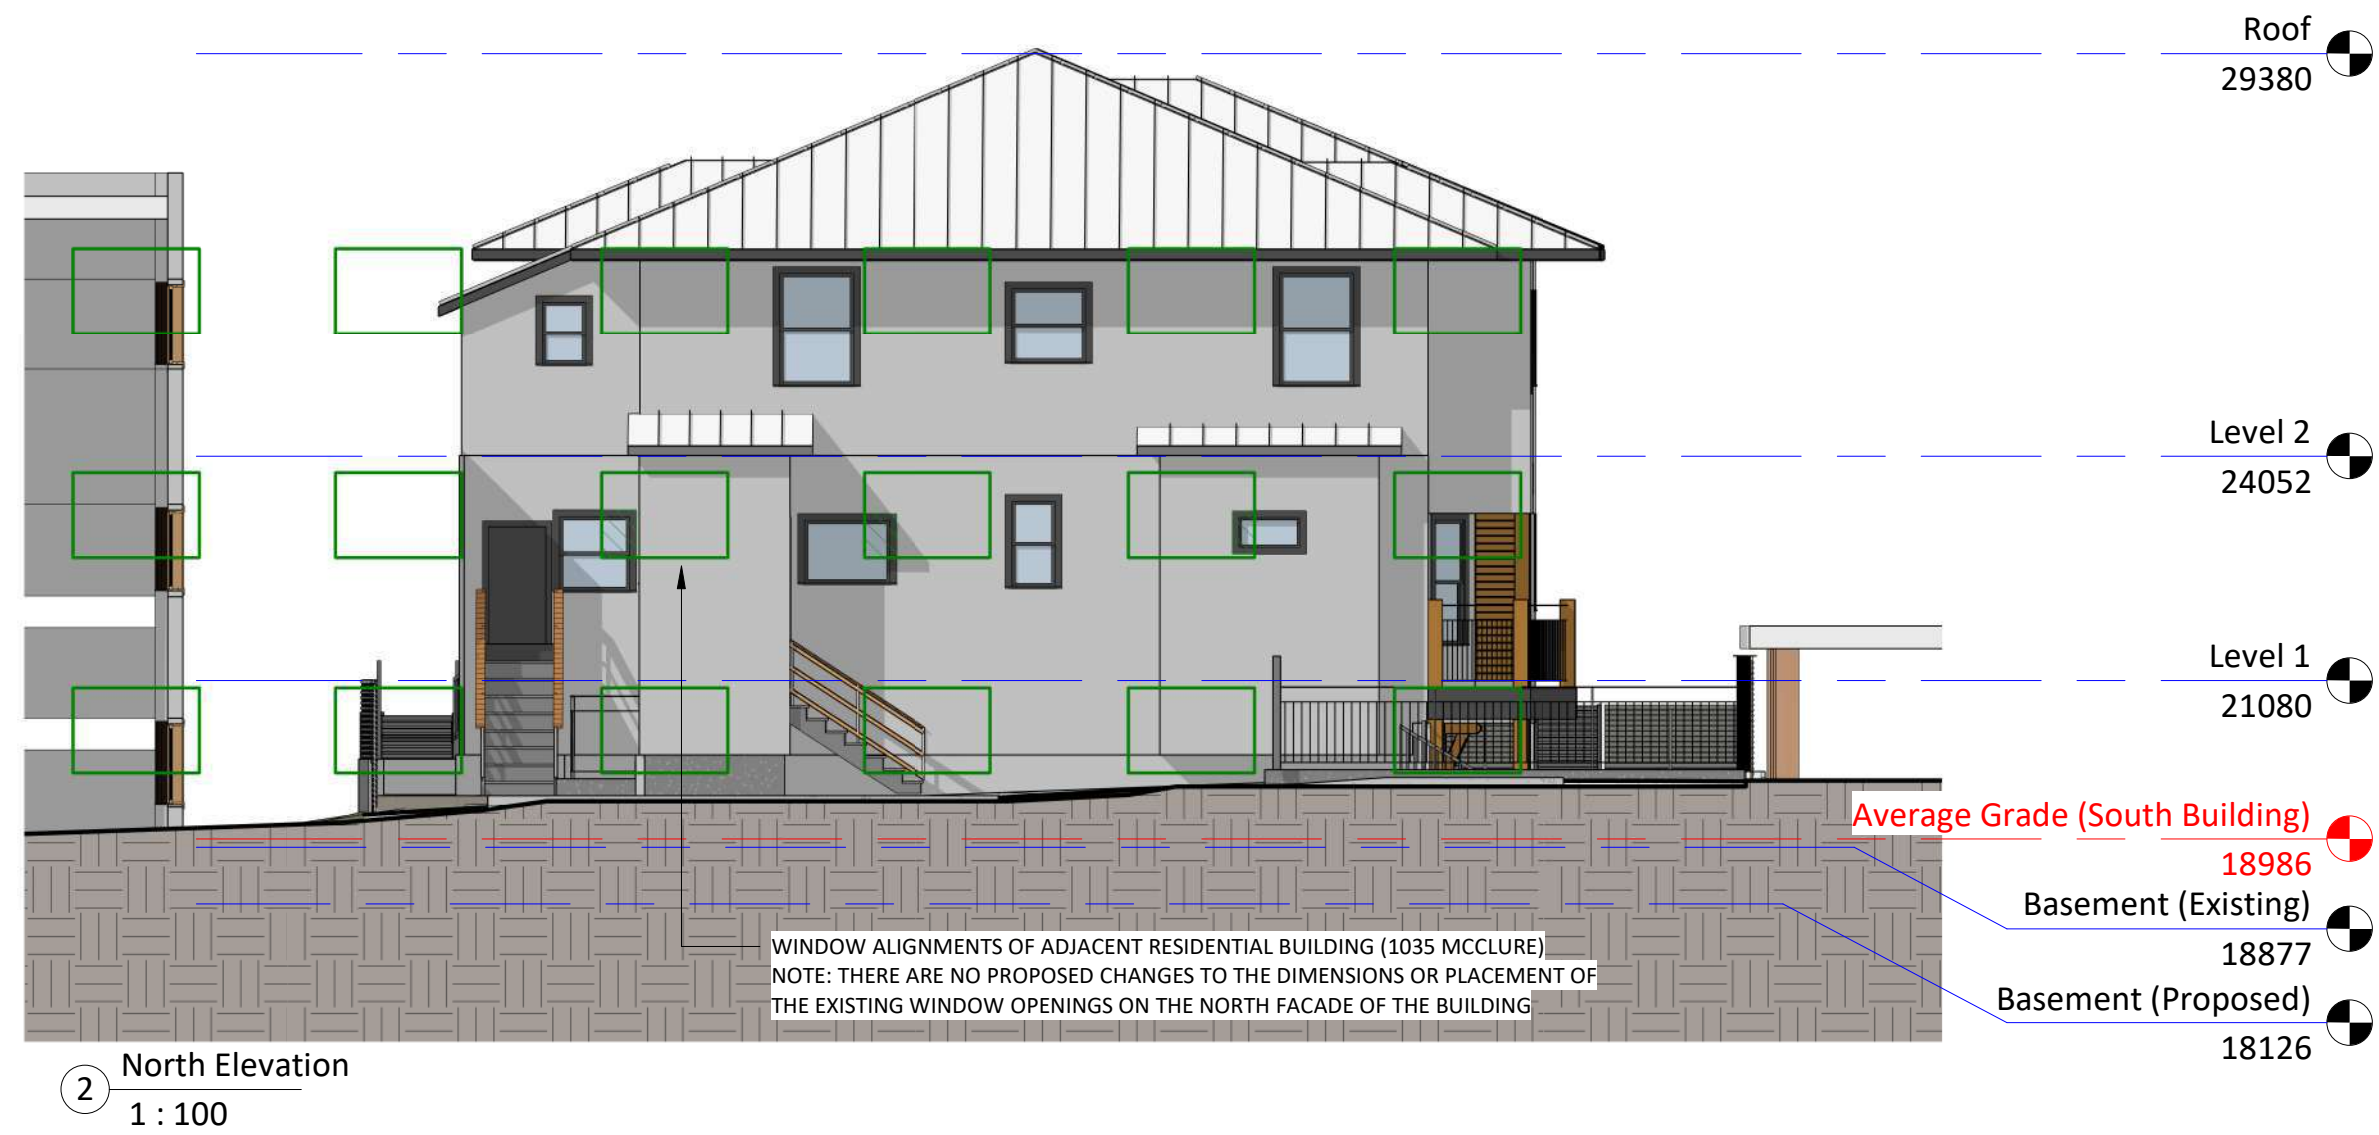 Roof
29380
Level 2
24052
Level 1
21080
Average Grade (South Building)
18986
Basement (Existing)
18877
Basement (Proposed)
18126
WINDOW ALIGNMENTS OF ADJACENT RESIDENTIAL BUILDING (1035 MCCLURE)
NOTE: THERE ARE NO PROPOSED CHANGES TO THE DIMENSIONS OR PLACEMENT OF
THE EXISTING WINDOW OPENINGS ON THE NORTH FACADE OF THE BUILDING
2 North Elevation
1 : 100